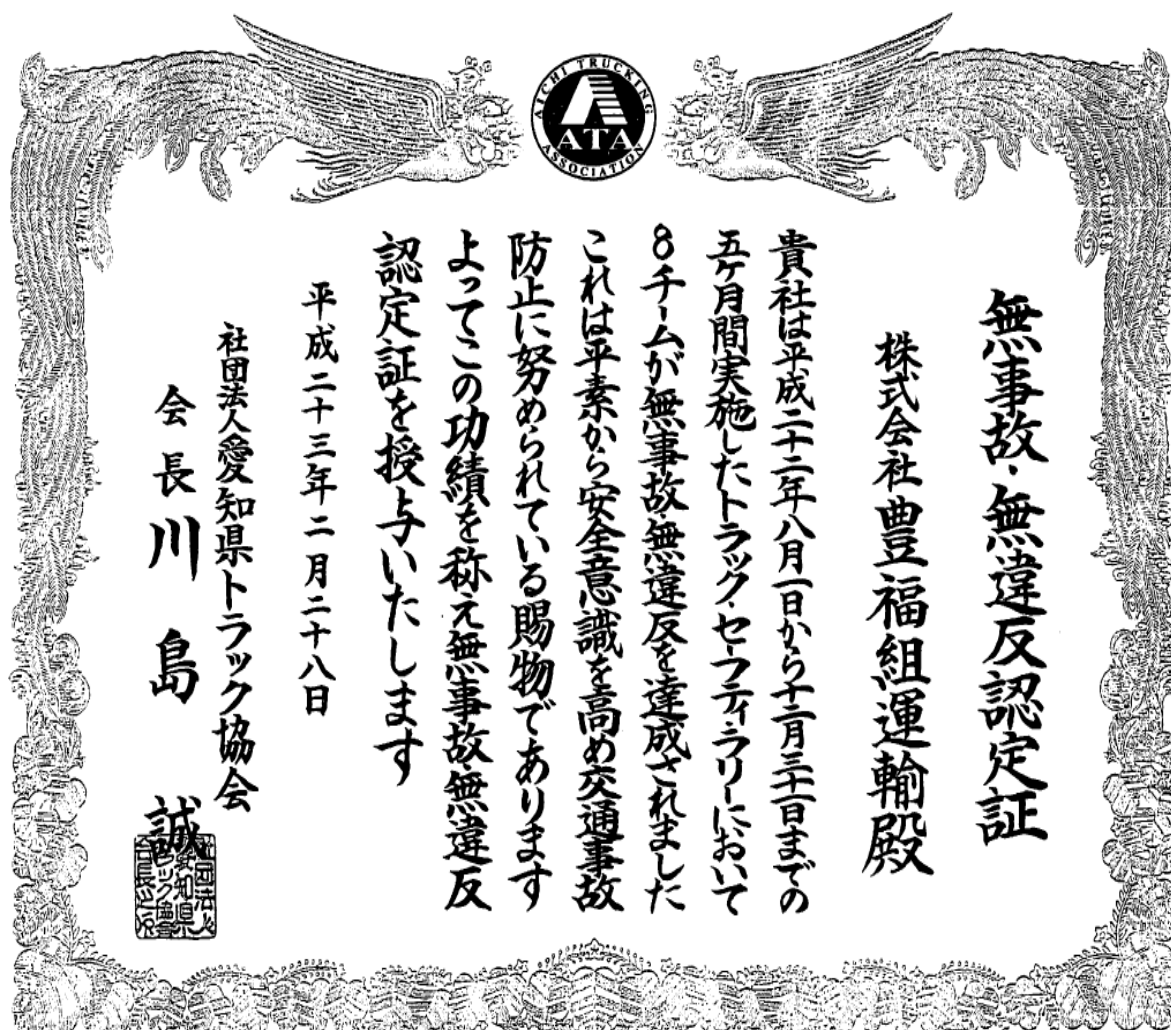 AICHI TRUCKING
ATA
ASSOCIATION
無事故・無違反認定証
株式会社豊福組運輸殿
貴社は平成二十二年八月一日から十二月三十一日までの
五ヶ月間実施したトラック・セーフティ・ラリーにおいて
8チームが無事故・無違反を達成されました
これは平素から安全意識を高め交通事故
防止に努められている賜物であります
よってこの功績を称え無事故・無違反
認定証を授与いたします
平成二十三年二月二十八日
社団法人愛知県トラック協会
会長川島誠